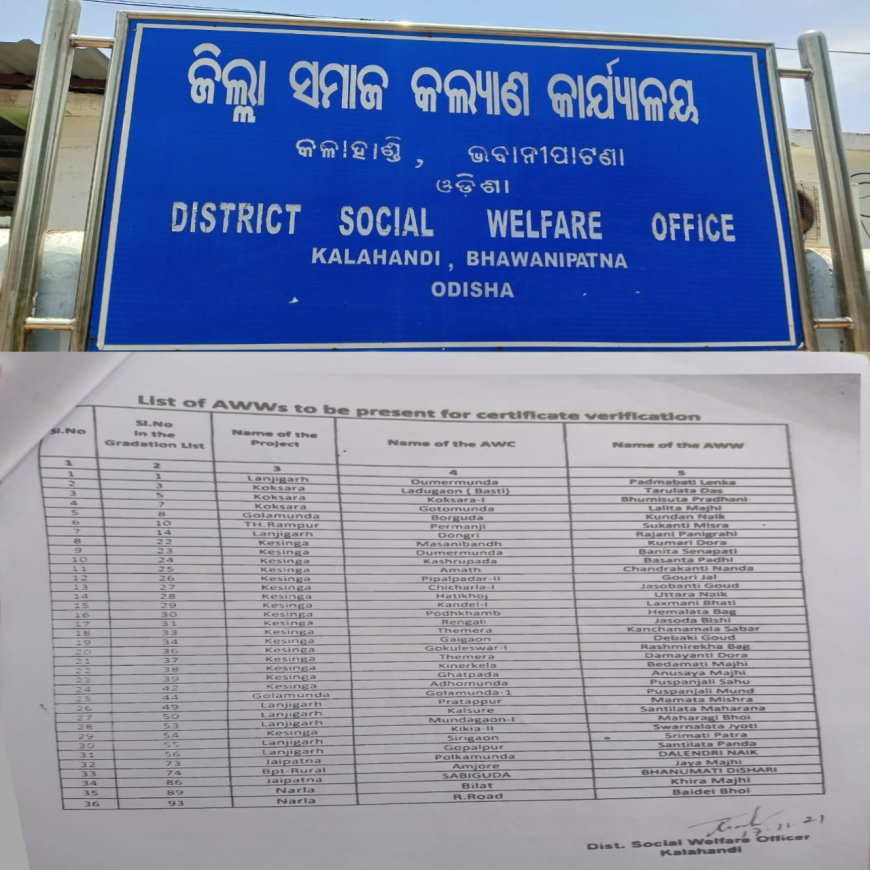 ଜିଲ୍ଲା ସମାଜ କଲ୍ୟାଣ କାର୍ଯ୍ୟାଳୟ
କଳାହାଣ୍ଡି, ଭବାନୀପାଟଣା
ଓଡ଼ିଶା
DISTRICT SOCIAL WELFARE OFFICE
KALAHANDI, BHAWANIPATNA
ODISHA
List of AWWs to be present for certificate verification
Sl.No Sl.No In the Gradation List Name of the Project Name of the AWC Name of the AWW
1 2 3 4 5
1 1 Lanjigarh Dumermunda Padmabati Lenka
2 3 Koksara Ladugaon ( Basti) Tarulata Das
3 5 Koksara Koksara-I Bhumisuta Pradhani
4 7 Koksara Gotomunda Lalita Majhi
5 8 Golamunda Borguda Kundan Naik
6 10 TH.Rampur Permanji Sukanti Misra
7 14 Lanjigarh Dongri Rajani Panigrahi
8 22 Kesinga Masanibandh Kumari Dora
9 23 Kesinga Dumermunda Banita Senapati
10 24 Kesinga Kashrupada Basanta Padhi
11 25 Kesinga Amath Chandrakanti Nanda
12 26 Kesinga Pipalpadar-II Gouri Jal
13 27 Kesinga Chicharla-I Jasobanti Goud
14 28 Kesinga Hatikhoj Uttara Naik
15 29 Kesinga Kandel-I Laxmani Bhati
16 30 Kesinga Podhkhamb Hemalata Bag
17 31 Kesinga Rengali Jasoda Bishi
18 33 Kesinga Themera Kanchanamala Sabar
19 34 Kesinga Gaigaon Debaki Goud
20 36 Kesinga Gokuleswar-I Rashmirekha Bag
21 37 Kesinga Themera Damayanti Dora
22 38 Kesinga Kinerkela Bedamati Majhi
23 39 Kesinga Ghatpada Anusaya Majhi
24 42 Kesinga Adhomunda Puspanjali Sahu
25 44 Golamunda Golamunda-1 Puspanjali Mund
26 49 Lanjigarh Pratappur Mamata Mishra
27 50 Lanjigarh Kalsure Santilata Maharana
28 53 Lanjigarh Mundagaon-I Maharagi Bhoi
29 54 Kesinga Kikia-II Swarnalata Jyoti
30 55 Lanjigarh Sirigaon Srimati Patra
31 56 Lanjigarh Gopalpur Santilata Panda
32 73 Jaipatna Polkamunda DALENDRI NAIK
33 74 Bpt-Rural Amjore Jaya Majhi
34 86 Jaipatna SABIGUDA BHANUMATI DISHARI
35 89 Narla Bilat Khira Majhi
36 93 Narla R.Road Baidei Bhoi
17.11.21
Dist. Social Welfare Officer
Kalahandi